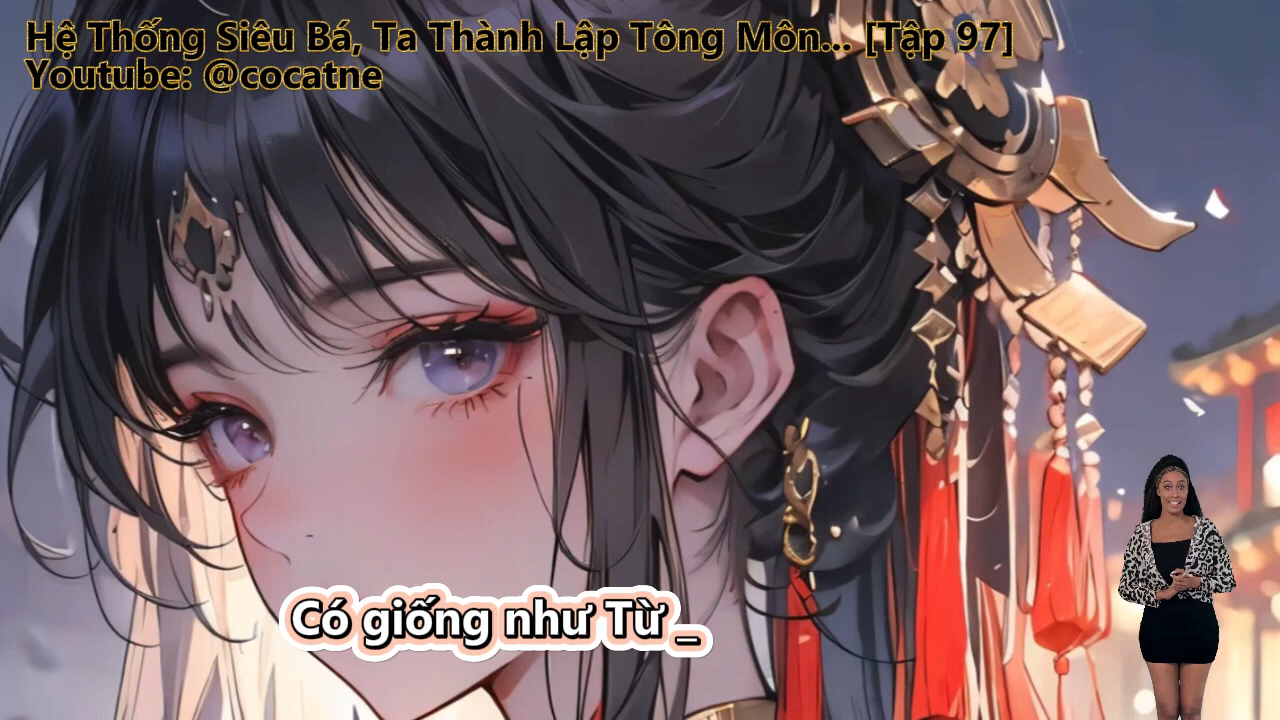 Hệ Thống Siêu Bá, Ta Thành Lập Tông Môn... [Tập 97]
Youtube: @cocatne
Có giống như Từ _